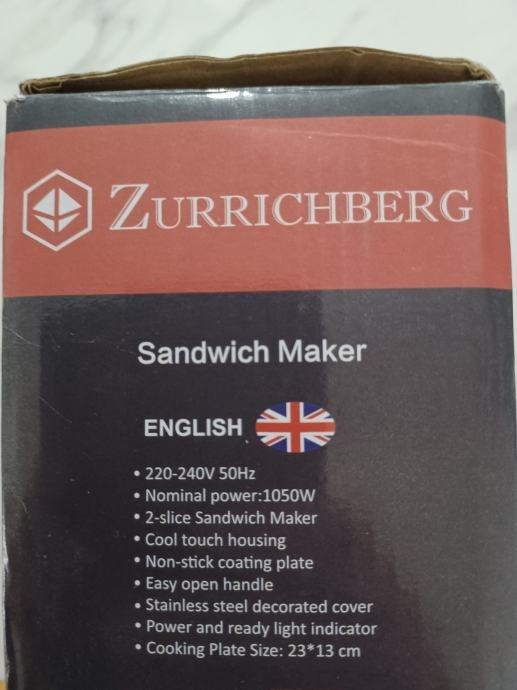 ZURRICHBERG
Sandwich Maker
ENGLISH
• 220-240V 50Hz
• Nominal power:1050W
• 2-slice Sandwich Maker
• Cool touch housing
• Non-stick coating plate
• Easy open handle
• Stainless steel decorated cover
• Power and ready light indicator
• Cooking Plate Size: 23*13 cm